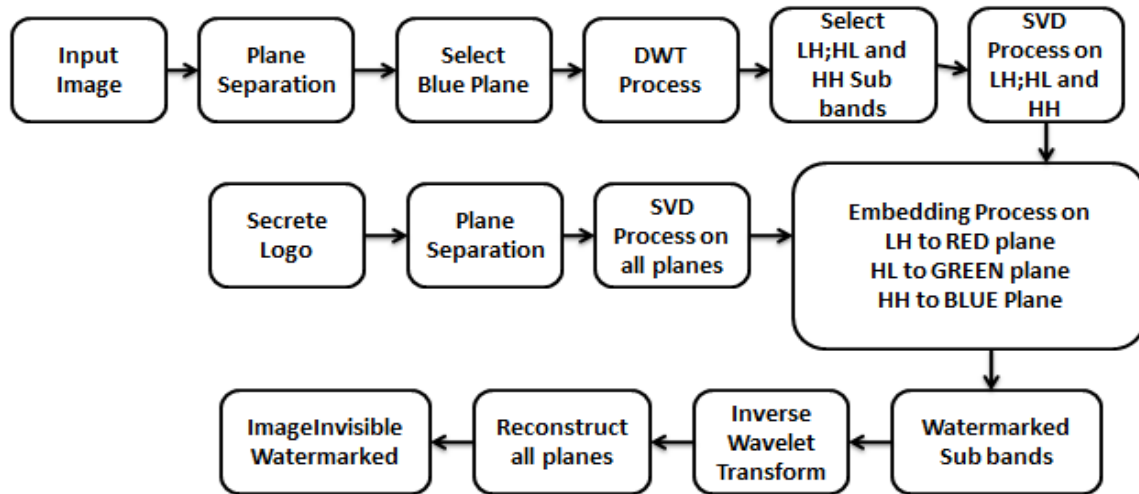 Input
Image
Plane
Separation
Select
Blue Plane
DWT
Process
Select
LH;HL and
HH Sub
bands
SVD
Process on
LH;HL and
HH
Secrete
Logo
Plane
Separation
SVD
Process on
all planes
Embedding Process on
LH to RED plane
HL to GREEN plane
HH to BLUE Plane
ImageInvisible
Watermarked
Reconstruct
all planes
Inverse
Wavelet
Transform
Watermarked
Sub bands